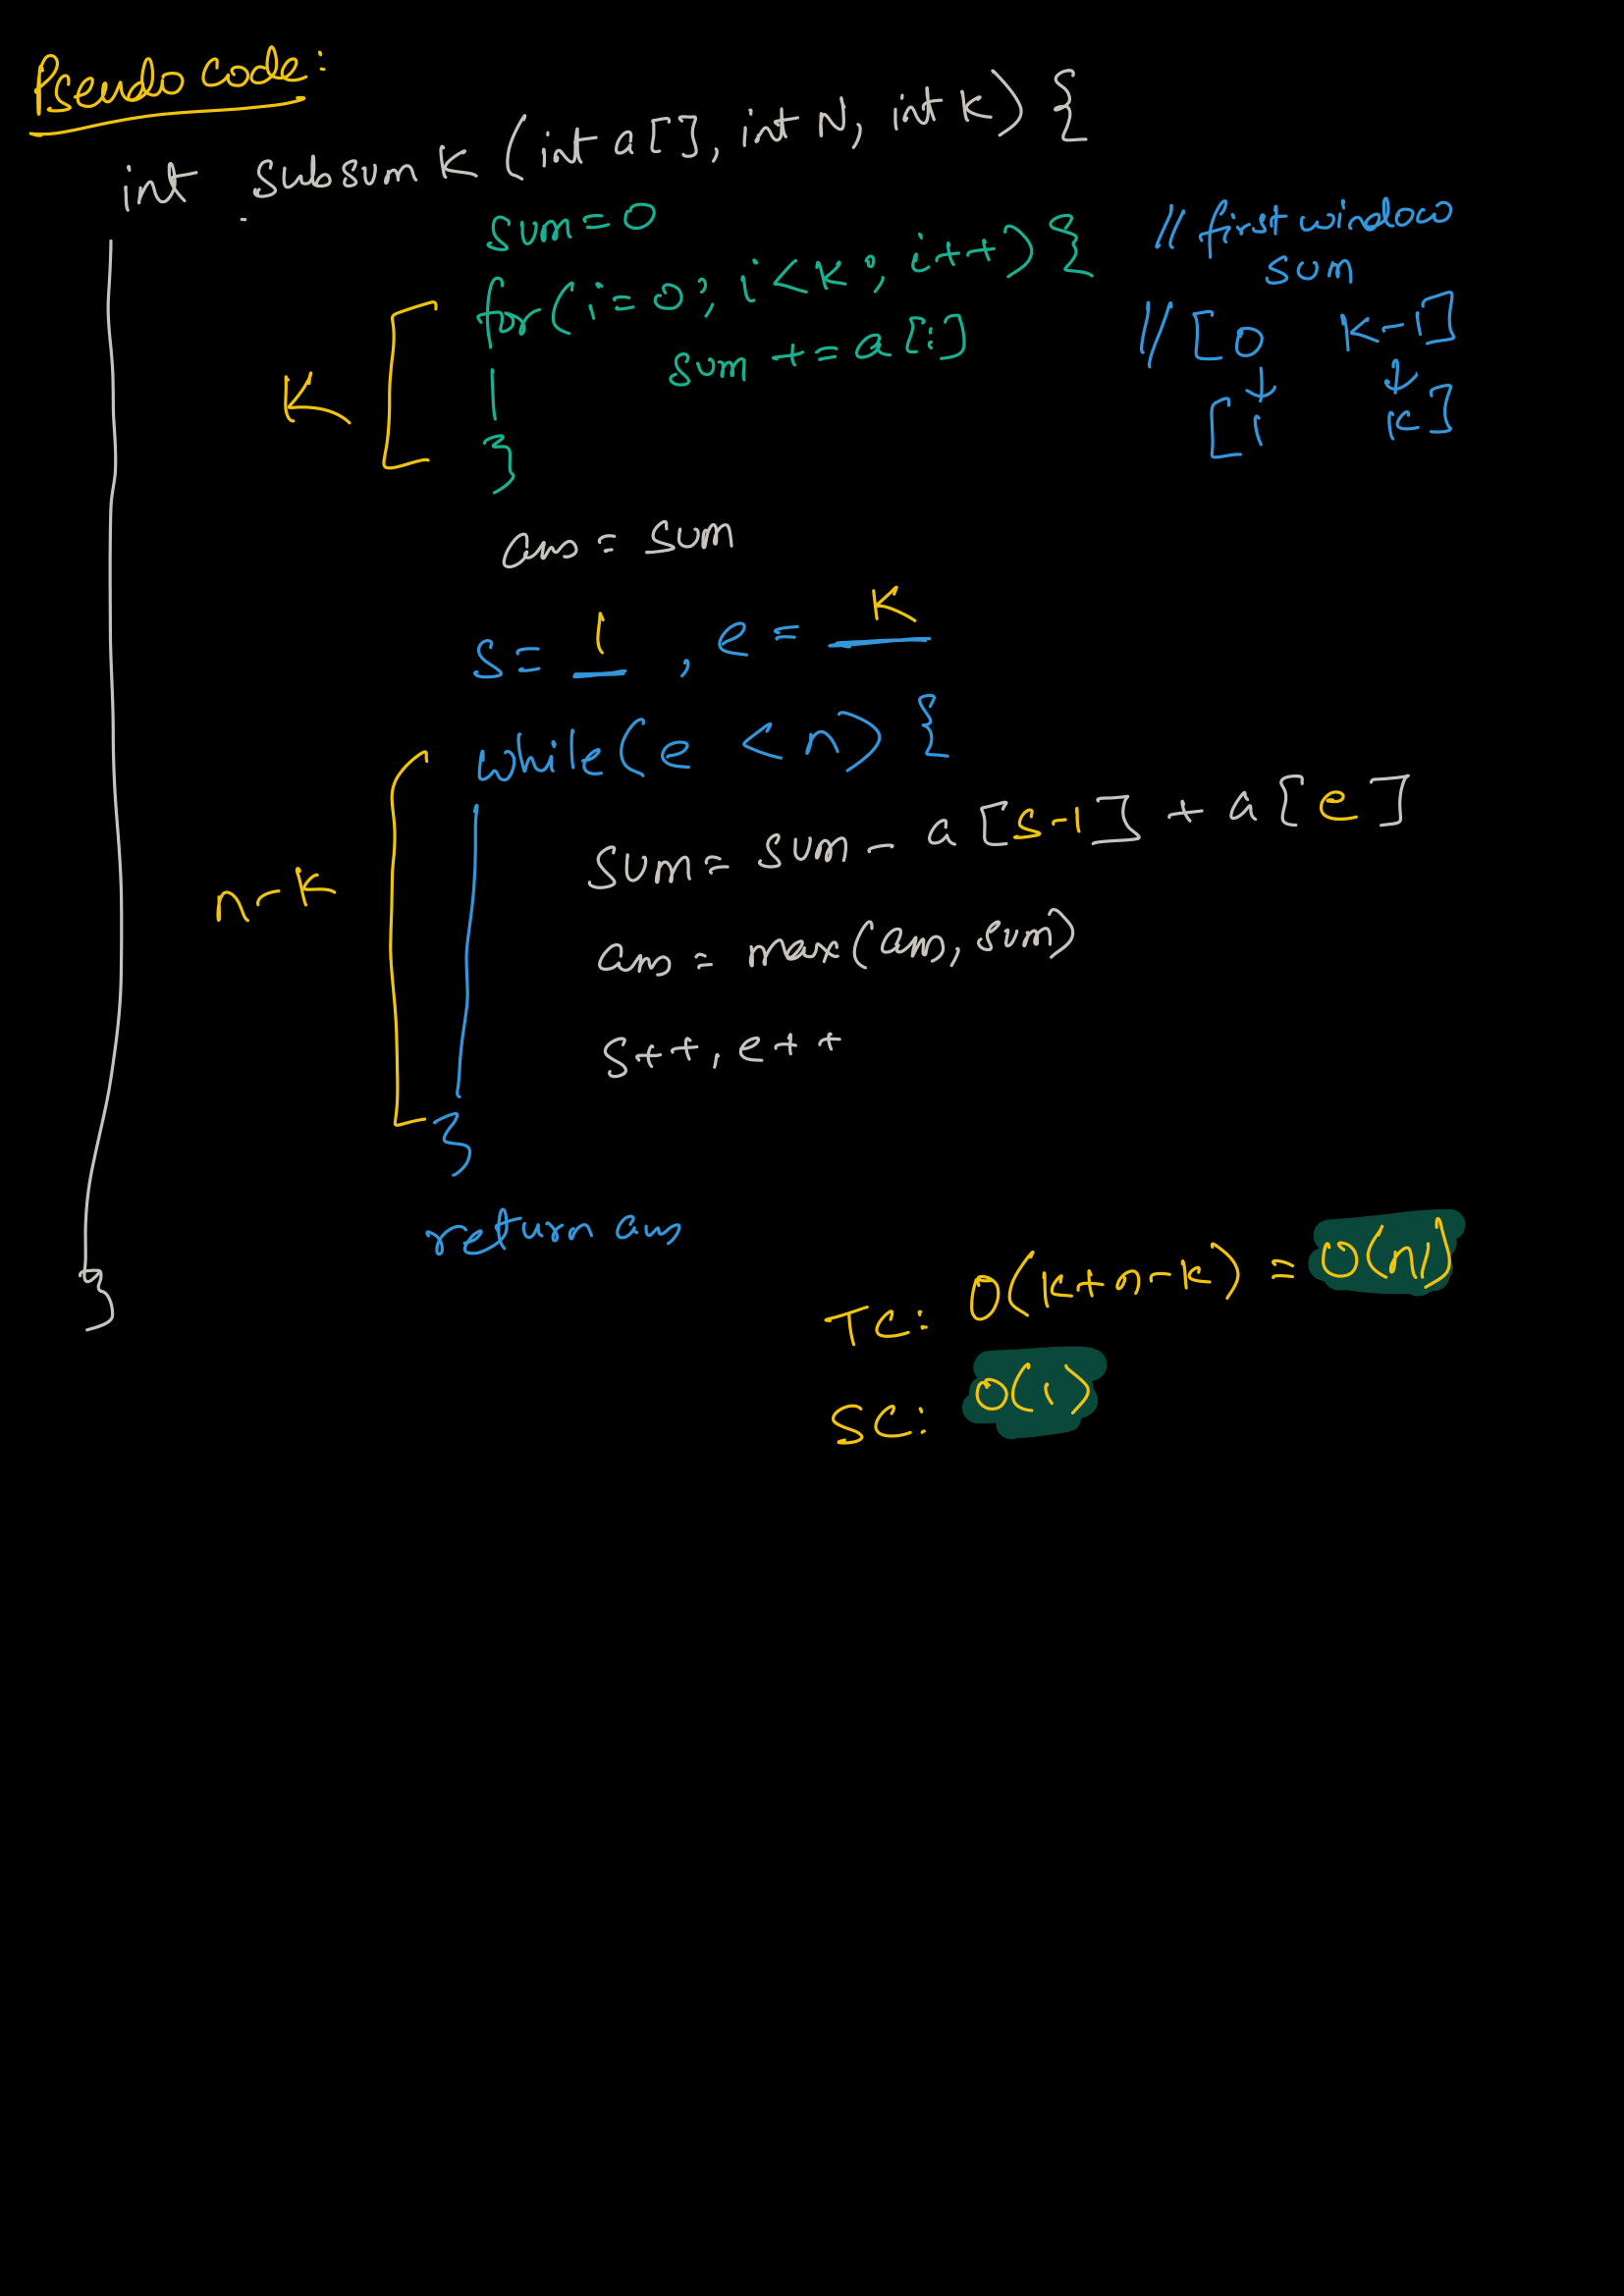 Pseudo code:
int subsumK (int a[], int N, int K) {
sum = 0
for(i=0; i<K; i++) { // first window
sum
K sum += a[i] // [0 K-1]
↓ ↓
[1 K]
}
ans = sum
s = 1, e = K
while(e < n) {
sum = sum - a[s-1] + a[e]
n-K
ans = max(ans, sum)
s++, e++
}
return ans
}
TC: O(k+n-k) = O(n)
SC: O(1)